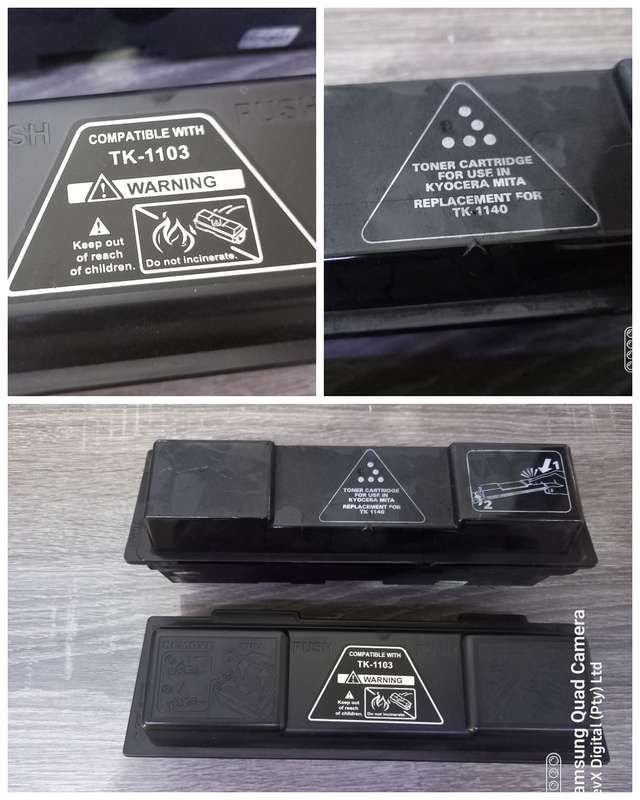 SH
PUSH
COMPATIBLE WITH
TK-1103
WARNING
Keep out
of reach
of children.
Do not incinerate.
TONER CARTRIDGE
FOR USE IN
KYOCERA MITA
REPLACEMENT FOR
TK 1140
TONER CARTRIDGE
FOR USE IN
KYOCERA MITA
REPLACEMENT FOR
TK 1140
1
2
REMOVE
PUSH
PUSH
COMPATIBLE WITH
TK-1103
WARNING
Keep out
of reach
of children.
Do not incinerate.
amsung Quad Camera
evX Digital (Pty) Ltd